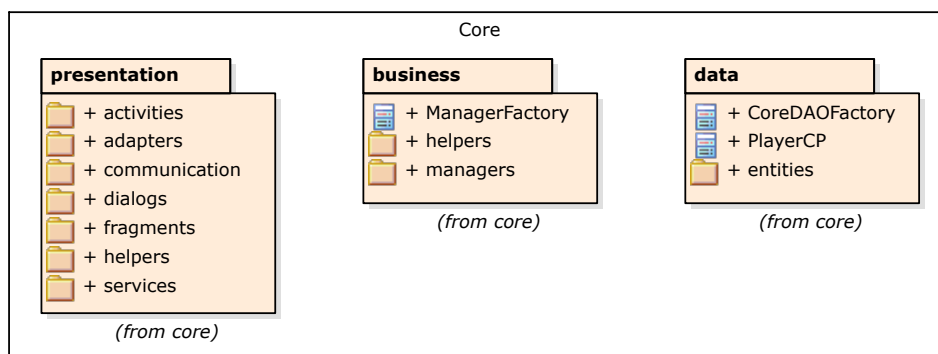 Core
presentation
+ activities
+ adapters
+ communication
+ dialogs
+ fragments
+ helpers
+ services
(from core)
business
+ ManagerFactory
+ helpers
+ managers
(from core)
data
+ CoreDAOFactory
+ PlayerCP
+ entities
(from core)